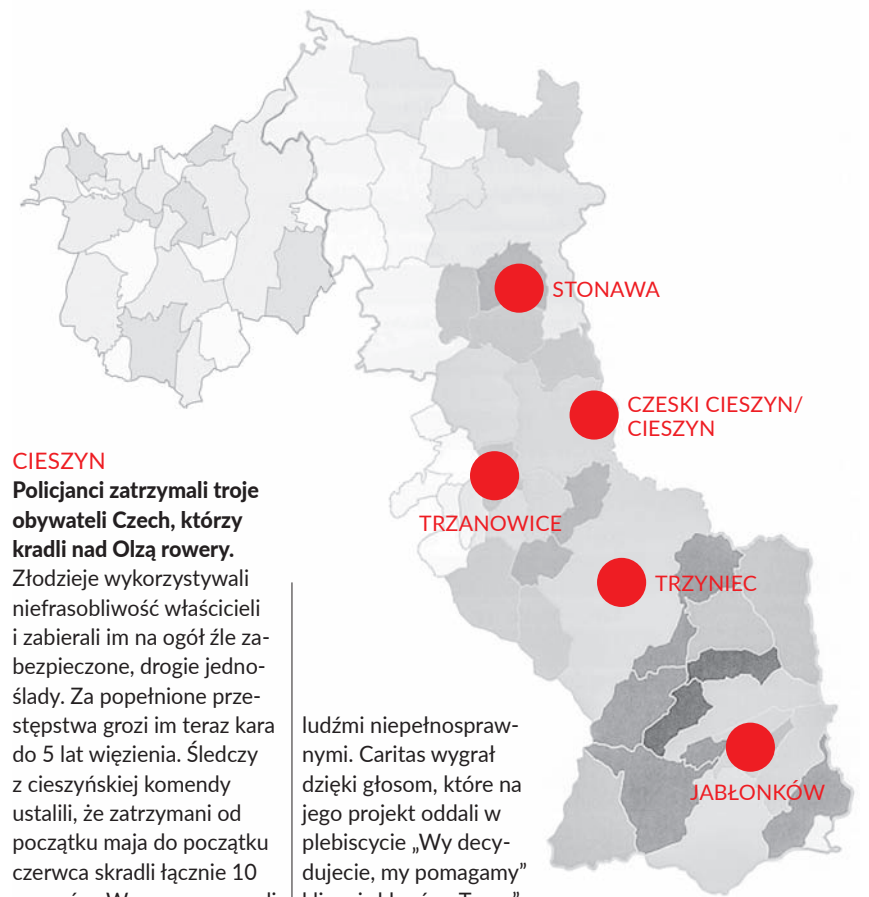 STONAWA
CZESKI CIESZYN/
CIESZYN
TRZANOWICE
TRZYNIEC
JABŁONKÓW
CIESZYN
Policjanci zatrzymali troje
obywateli Czech, którzy
kradli nad Olzą rowery.
Złodzieje wykorzystywali
niefrasobliwość właścicieli
i zabierali im na ogół źle za-
bezpieczone, drogie jedno-
ślady. Za popełnione prze-
stępstwa grozi im teraz kara
do 5 lat więzienia. Śledczy
z cieszyńskiej komendy
ustalili, że zatrzymani od
początku maja do początku
czerwca skradli łącznie 10
ludźmi niepełnospraw-
nymi. Caritas wygrał
dzięki głosom, które na
jego projekt oddali w
plebiscycie „Wy decy-
dujecie, my pomagamy”